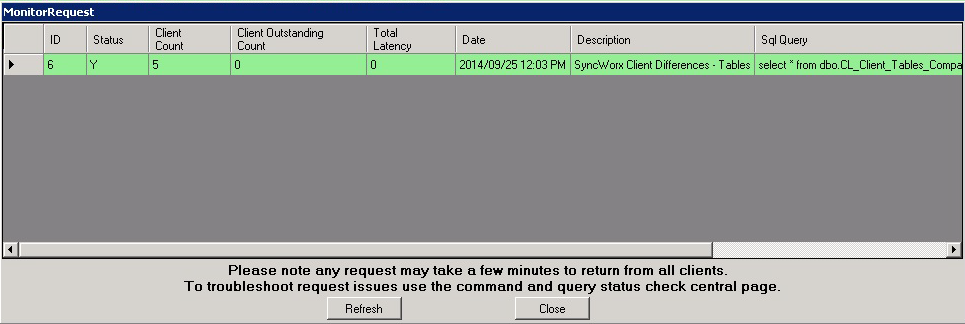 MonitorRequest
ID Status Client Count Client Outstanding Count Total Latency Date Description Sql Query
6 Y 5 0 0 2014/09/25 12:03 PM SyncWorx Client Differences - Tables select * from dbo.CL_Client_Tables_Compa
Please note any request may take a few minutes to return from all clients.
To troubleshoot request issues use the command and query status check central page.
Refresh Close